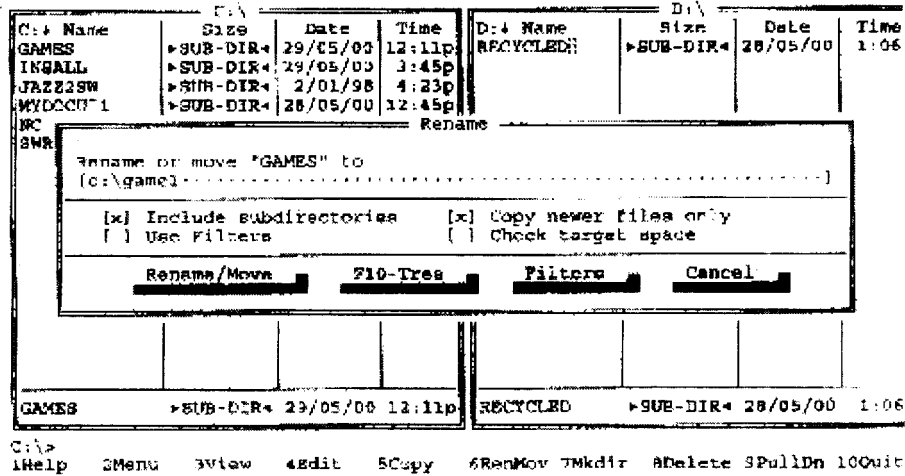 C:\ D:\
C:↓ Name Size Date Time D:↓ Name Size Date Time
GAMES ►SUB-DIR◄ 29/05/00 12:11p RECYCLED ►SUB-DIR◄ 28/05/00 1:06
►SUB-DIR◄ 29/05/00 3:45p
JAZZ2SW ►SUB-DIR◄ 2/01/98 4:23p
►SUB-DIR◄ 28/05/00 12:45p
NC Rename
SWR
Rename or move "GAMES" to
[c:\game1·······]
[x] Include subdirectories [x] Copy newer files only
[ ] Use Filters [ ] Check target space
Rename/Move F10-Tree Filters Cancel
GAMES ►SUB-DIR◄ 29/05/00 12:11p RECYCLED ►SUB-DIR◄ 28/05/00 1:06
C:\>
1Help 2Menu 3View 4Edit 5Copy 6RenMov 7Mkdir 8Delete 9PullDn 10Quit